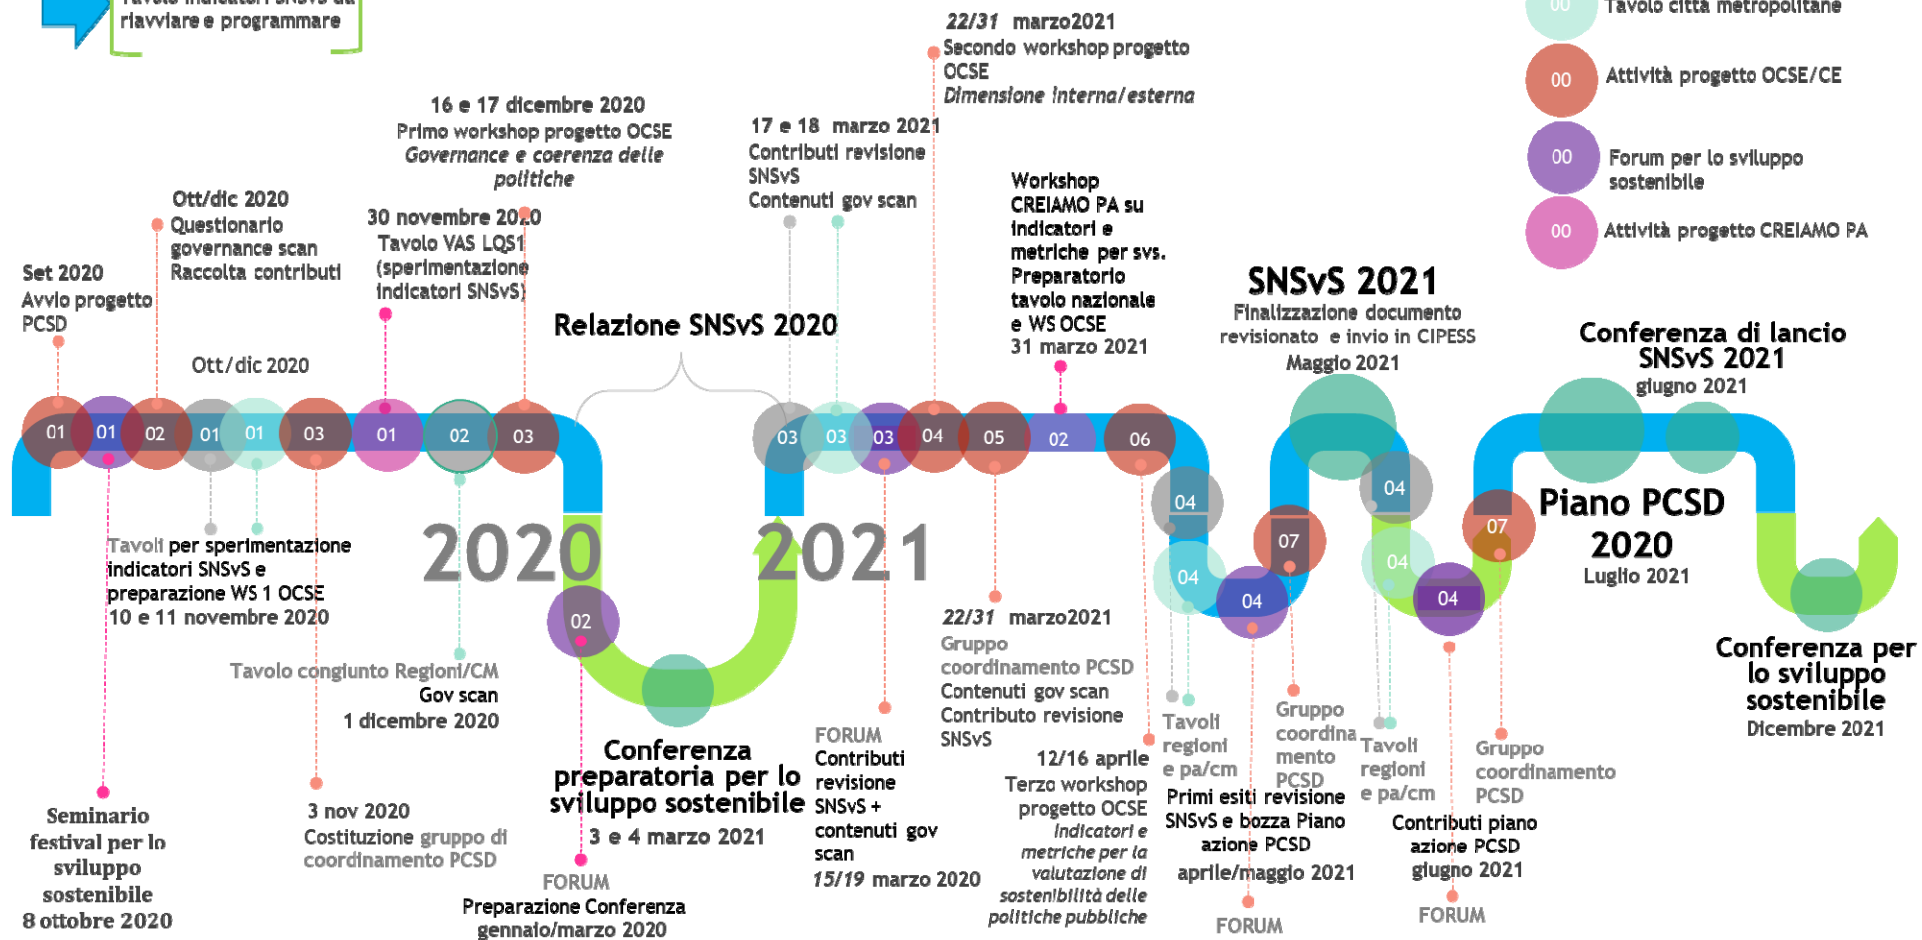 Tavolo indicatori SNSvS da
riavviare e programmare
Tavolo città metropolitane
Attività progetto OCSE/CE
Forum per lo sviluppo
sostenibile
Attività progetto CREIAMO PA
00
00
00
00
Set 2020
Avvio progetto
PCSD
Ott/dic 2020
Questionario
governance scan
Raccolta contributi
Ott/dic 2020
16 e 17 dicembre 2020
Primo workshop progetto OCSE
Governance e coerenza delle
politiche
30 novembre 2020
Tavolo VAS LQS1
(sperimentazione
indicatori SNSvS)
Relazione SNSvS 2020
17 e 18 marzo 2021
Contributi revisione
SNSvS
Contenuti gov scan
22/31 marzo2021
Secondo workshop progetto
OCSE
Dimensione interna/esterna
Workshop
CREIAMO PA su
indicatori e
metriche per svs.
Preparatorio
tavolo nazionale
e WS OCSE
31 marzo 2021
SNSvS 2021
Finalizzazione documento
revisionato e invio in CIPESS
Maggio 2021
Conferenza di lancio
SNSvS 2021
giugno 2021
01
01
02
01
01
03
01
02
03
03
03
03
04
05
02
06
04
04
04
07
04
04
04
07
02
2020
2021
Piano PCSD
2020
Luglio 2021
Tavoli per sperimentazione
indicatori SNSvS e
preparazione WS 1 OCSE
10 e 11 novembre 2020
Tavolo congiunto Regioni/CM
Gov scan
1 dicembre 2020
Seminario
festival per lo
sviluppo
sostenibile
8 ottobre 2020
3 nov 2020
Costituzione gruppo di
coordinamento PCSD
Conferenza
preparatoria per lo
sviluppo sostenibile
3 e 4 marzo 2021
FORUM
Preparazione Conferenza
gennaio/marzo 2020
FORUM
Contributi
revisione
SNSvS +
contenuti gov
scan
15/19 marzo 2020
22/31 marzo2021
Gruppo
coordinamento PCSD
Contenuti gov scan
Contributo revisione
SNSvS
12/16 aprile
Terzo workshop
progetto OCSE
Indicatori e
metriche per la
valutazione di
sostenibilità delle
politiche pubbliche
Tavoli
regioni
e pa/cm
Gruppo
coordina
mento
PCSD
Primi esiti revisione
SNSvS e bozza Piano
azione PCSD
aprile/maggio 2021
FORUM
Tavoli
regioni
e pa/cm
Gruppo
coordinamento
PCSD
Contributi piano
azione PCSD
giugno 2021
FORUM
Conferenza per
lo sviluppo
sostenibile
Dicembre 2021